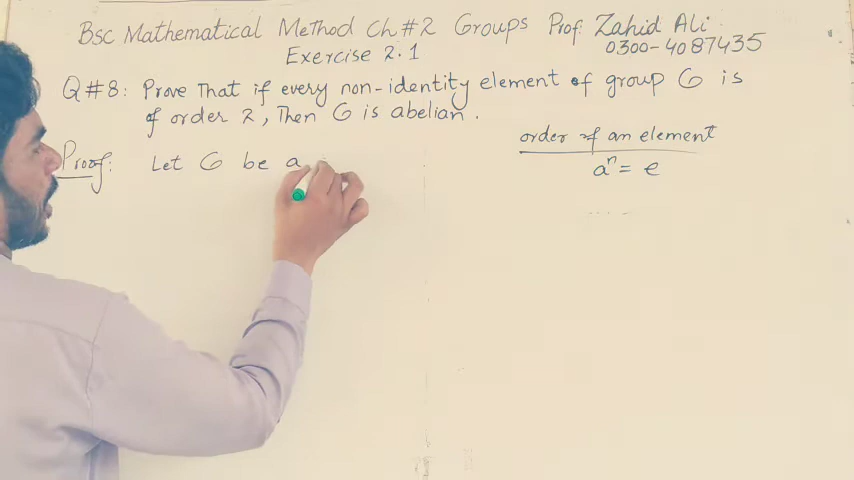 Bsc Mathematical Method Ch#2 Groups Prof. Zahid Ali
Exercise 2.1 0300-4087435
Q#8: Prove That if every non-identity element of group G is
of order 2, Then G is abelian.
order of an element
Proof: Let G be a
aⁿ = e